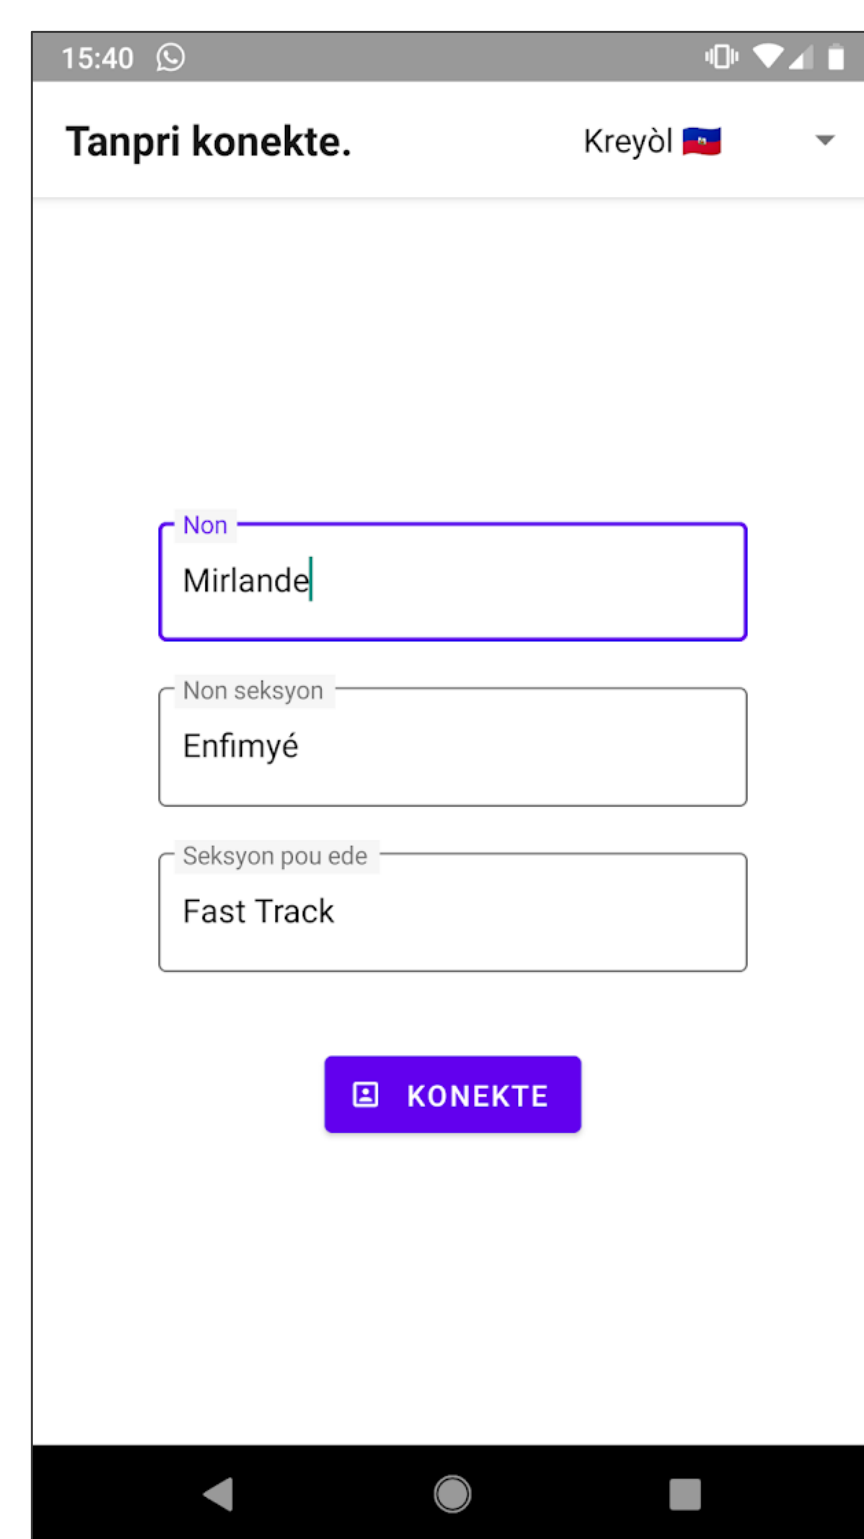 15:40
Tanpri konekte.
Kreyòl 🇭🇹
Non
Mirlande
Non seksyon
Enfimyé
Seksyon pou ede
Fast Track
KONEKTE